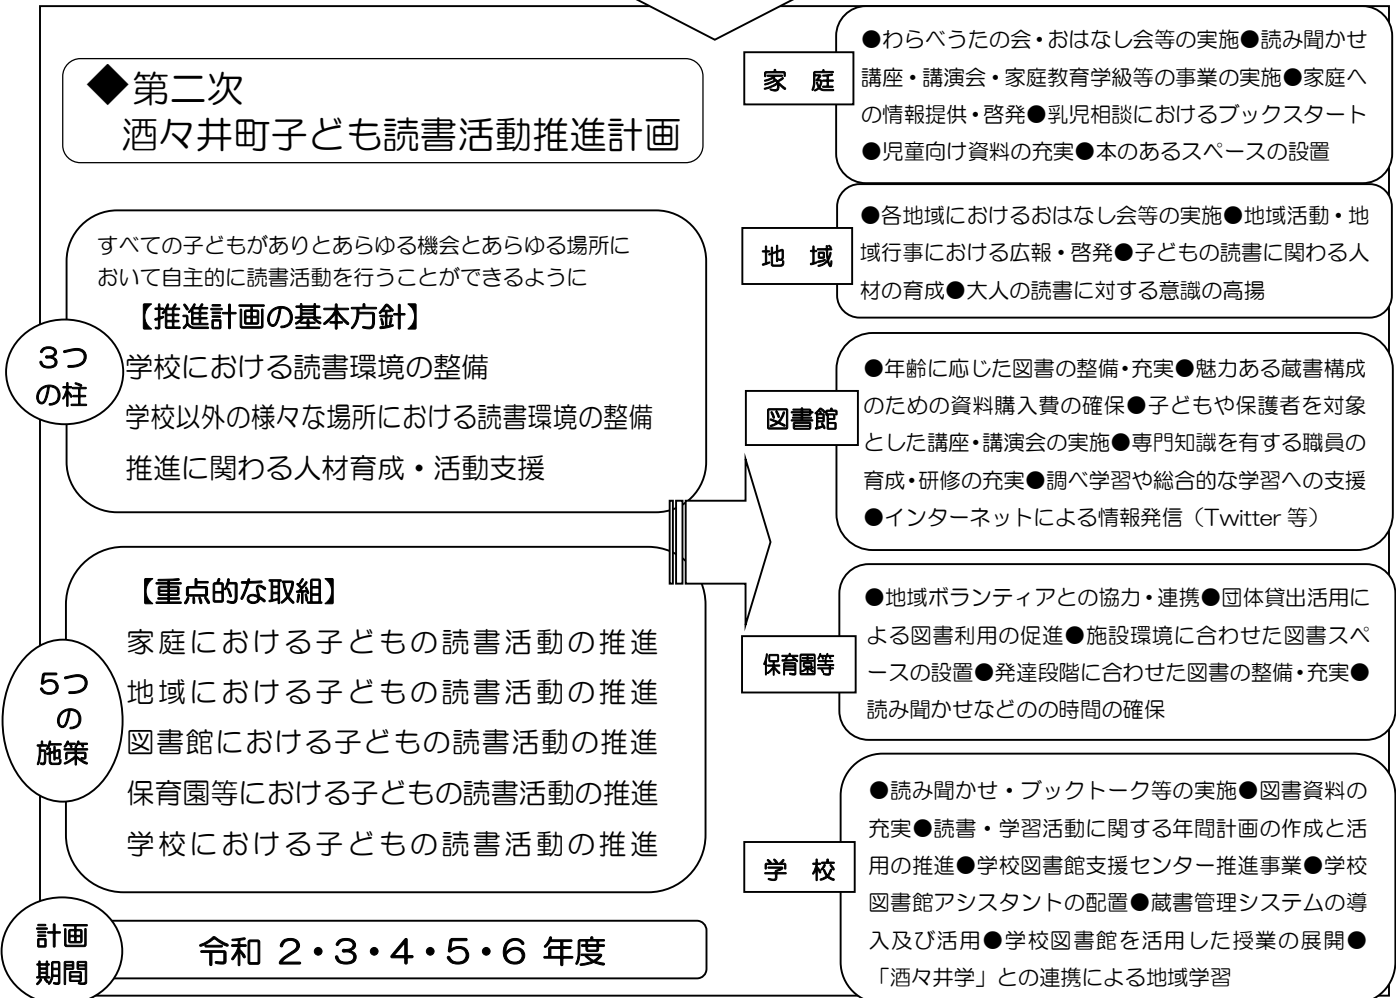 ◆第二次
酒々井町子ども読書活動推進計画
すべての子どもがありとあらゆる機会とあらゆる場所に
おいて自主的に読書活動を行うことができるように
【推進計画の基本方針】
3つ
の柱
学校における読書環境の整備
学校以外の様々な場所における読書環境の整備
推進に関わる人材育成・活動支援
【重点的な取組】
5つ
の
施策
家庭における子どもの読書活動の推進
地域における子どもの読書活動の推進
図書館における子どもの読書活動の推進
保育園等における子どもの読書活動の推進
学校における子どもの読書活動の推進
計画
期間
令和 2・3・4・5・6 年度
家 庭
●わらべうたの会・おはなし会等の実施●読み聞かせ
講座・講演会・家庭教育学級等の事業の実施●家庭へ
の情報提供・啓発●乳児相談におけるブックスタート
●児童向け資料の充実●本のあるスペースの設置
地 域
●各地域におけるおはなし会等の実施●地域活動・地
域行事における広報・啓発●子どもの読書に関わる人
材の育成●大人の読書に対する意識の高揚
図書館
●年齢に応じた図書の整備・充実●魅力ある蔵書構成
のための資料購入費の確保●子どもや保護者を対象
とした講座・講演会の実施●専門知識を有する職員の
育成・研修の充実●調べ学習や総合的な学習への支援
●インターネットによる情報発信（Twitter 等）
保育園等
●地域ボランティアとの協力・連携●団体貸出活用に
よる図書利用の促進●施設環境に合わせた図書スペ
ースの設置●発達段階に合わせた図書の整備・充実●
読み聞かせなどのの時間の確保
学 校
●読み聞かせ・ブックトーク等の実施●図書資料の
充実●読書・学習活動に関する年間計画の作成と活
用の推進●学校図書館支援センター推進事業●学校
図書館アシスタントの配置●蔵書管理システムの導
入及び活用●学校図書館を活用した授業の展開●
「酒々井学」との連携による地域学習